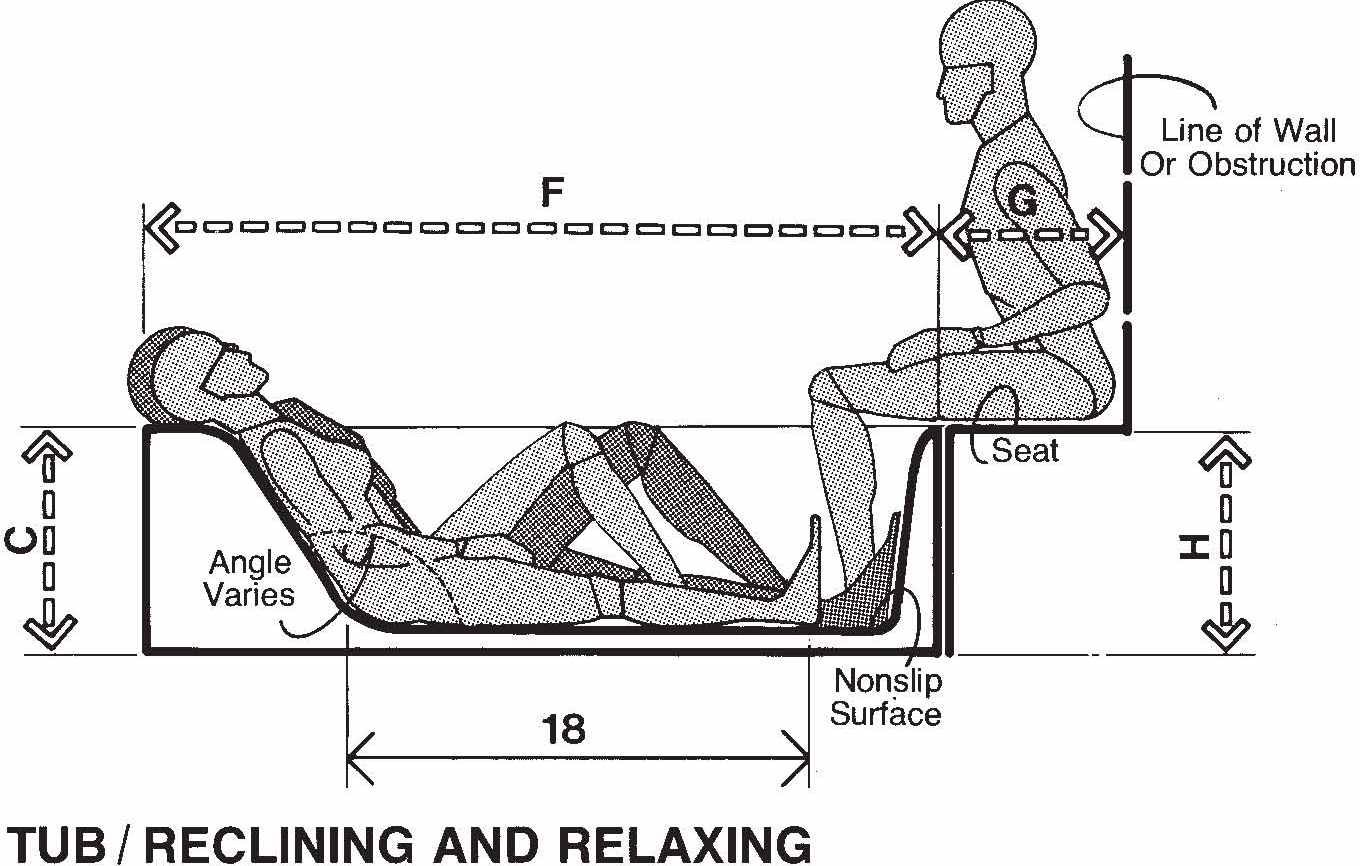 Line of Wall
Or Obstruction
F
G
Seat
C
Angle
Varies
H
Nonslip
Surface
18
TUB / RECLINING AND RELAXING